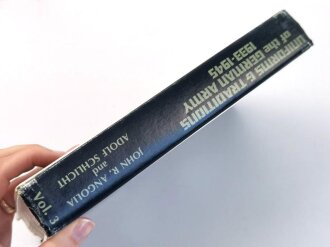 UNIFORMS & TRADITIONS
of the GERMAN ARMY
1933-1945
JOHN R. ANGOLIA
and
ADOLF SCHLICHT
Vol. 3